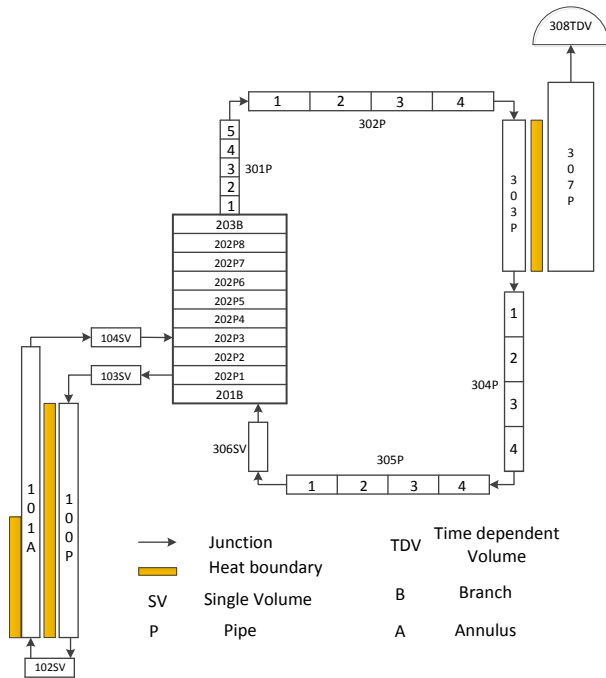 308TDV
1 2 3 4
302P
5
4
3
2
1
301P
303P
307P
203B
202P8
202P7
202P6
202P5
202P4
202P3
202P2
202P1
201B
104SV
103SV
1
2
3
4
304P
306SV
305P
1 2 3 4
101A
100P
102SV
Junction
Heat boundary
SV Single Volume
P Pipe
TDV Time dependent
Volume
B Branch
A Annulus